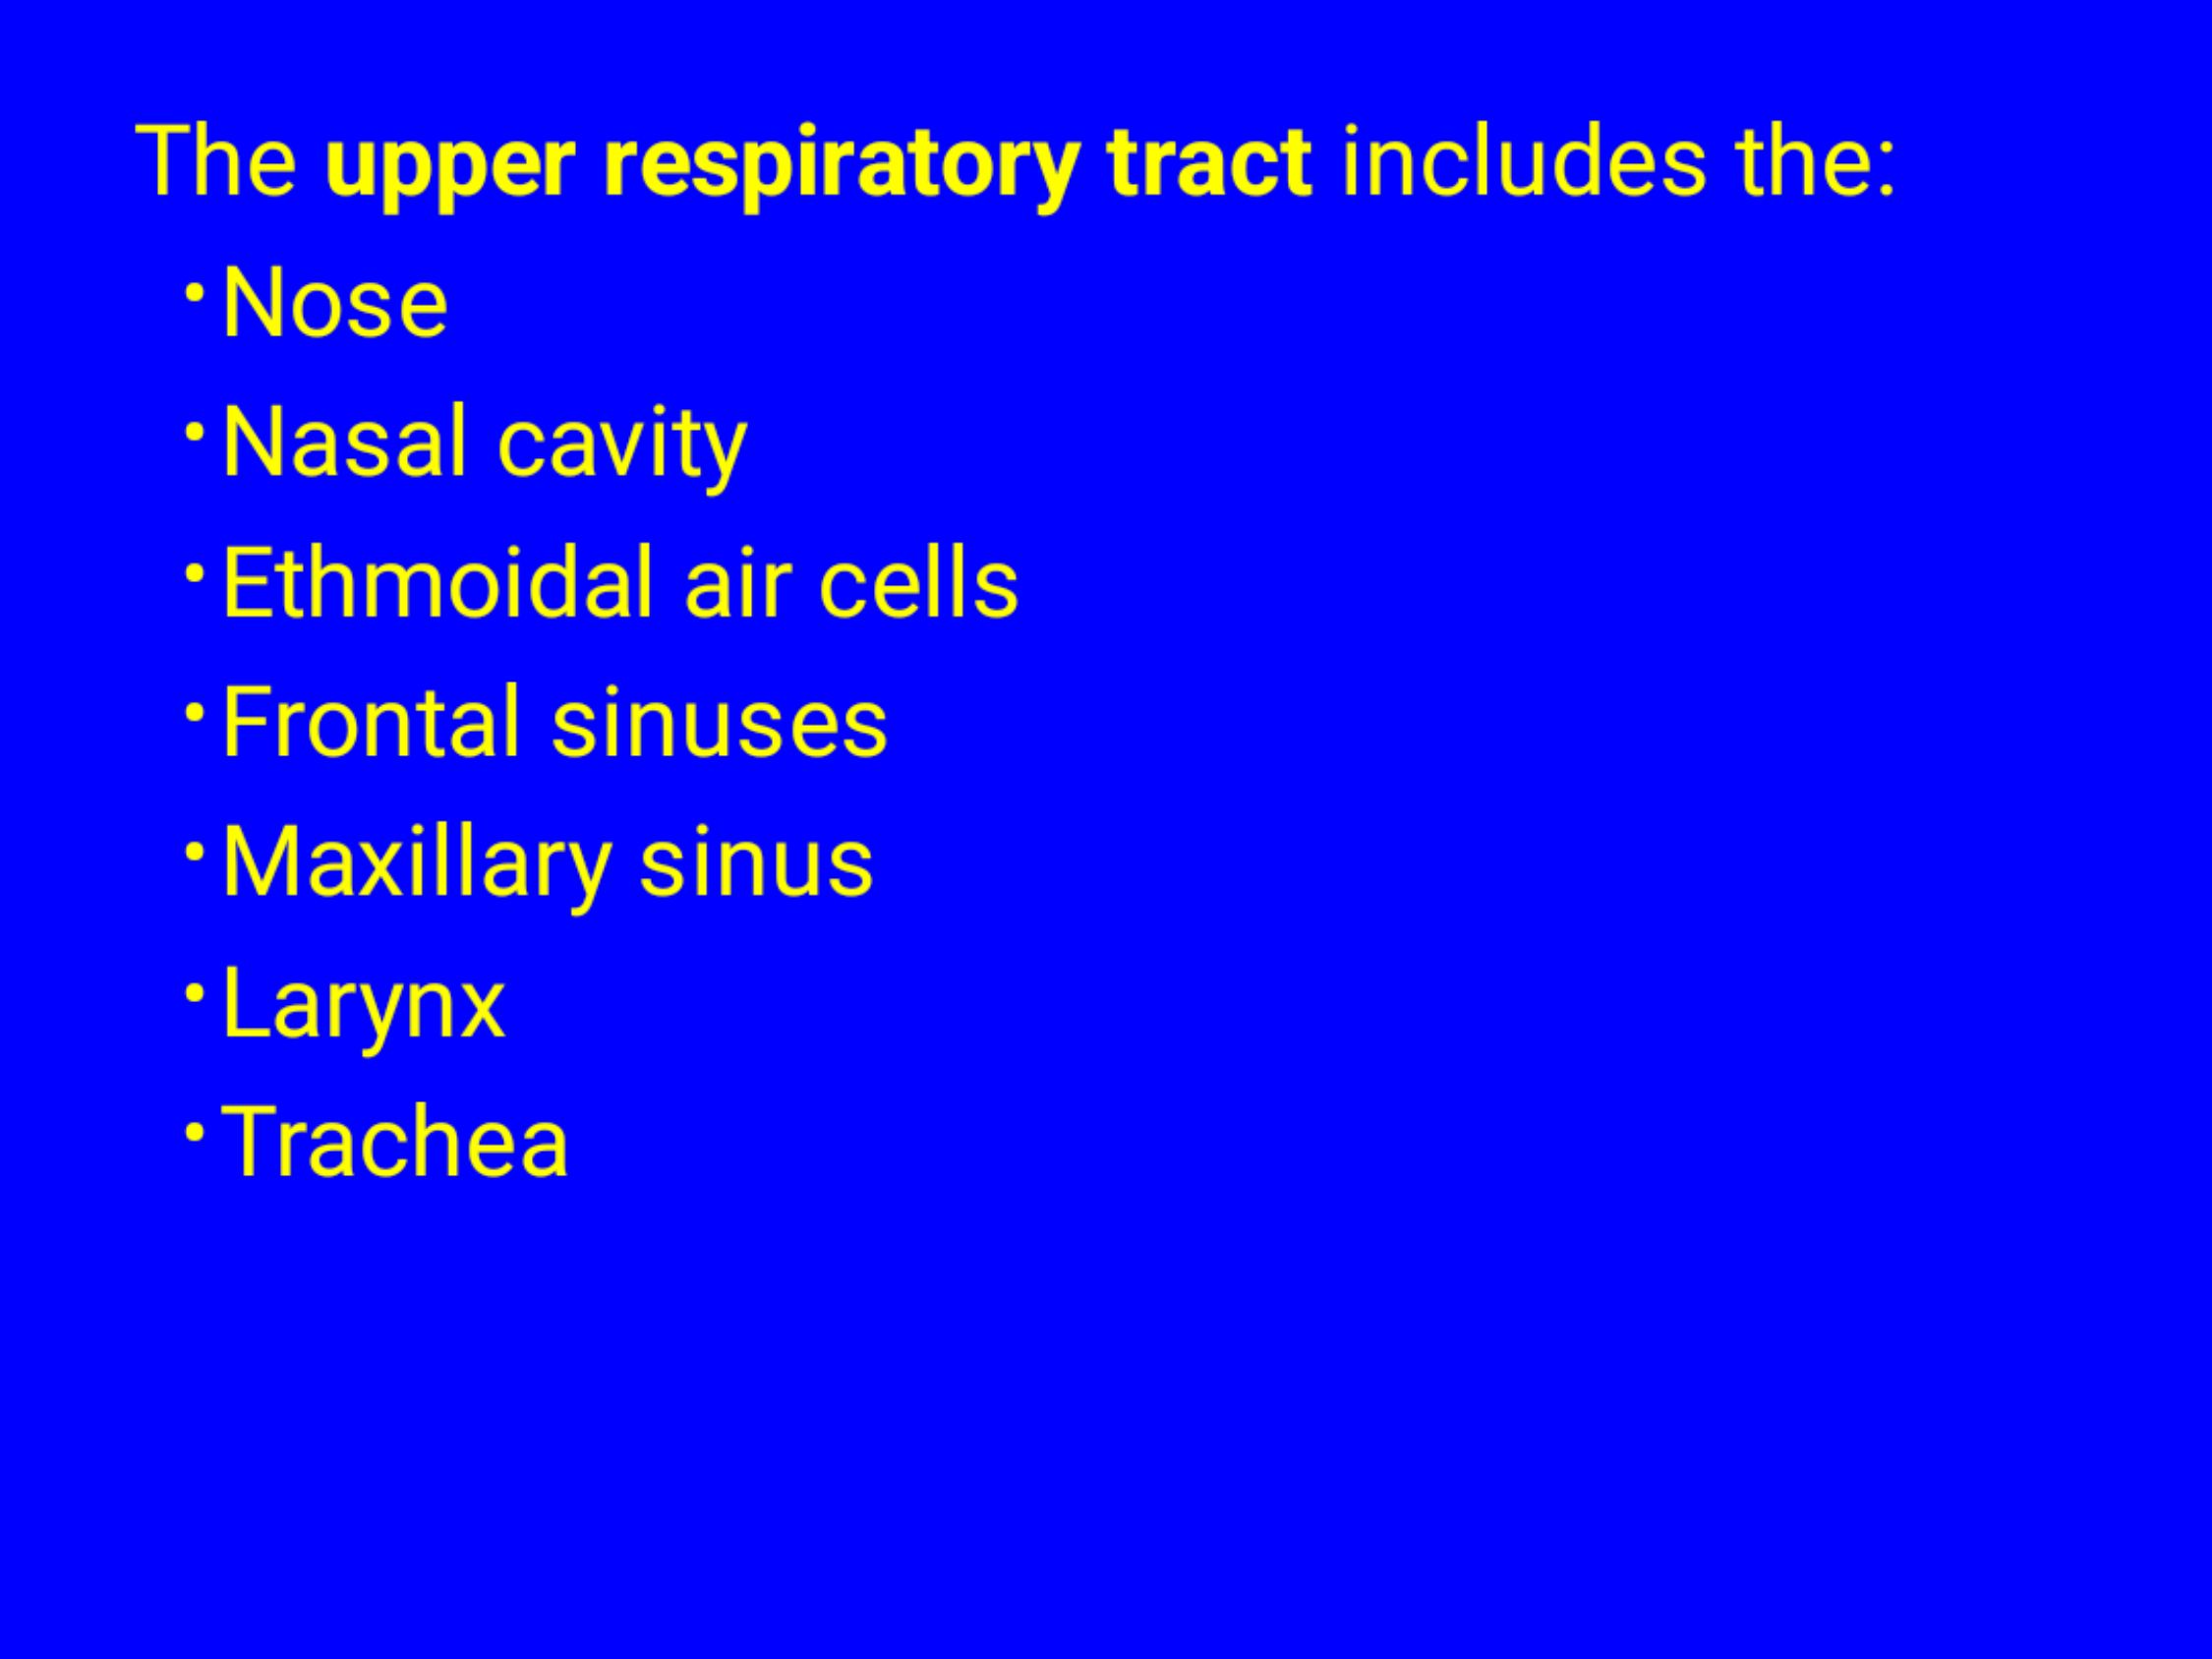 The upper respiratory tract includes the:
• Nose
• Nasal cavity
• Ethmoidal air cells
• Frontal sinuses
• Maxillary sinus
• Larynx
• Trachea